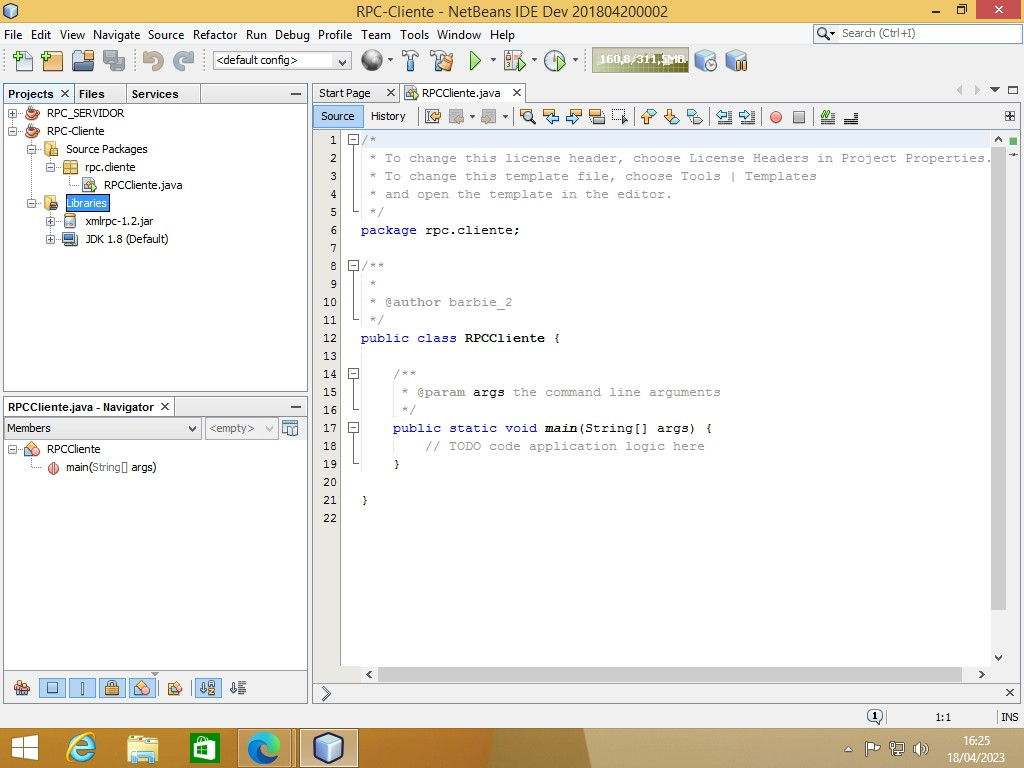 RPC-Cliente - NetBeans IDE Dev 201804200002
File Edit View Navigate Source Refactor Run Debug Profile Team Tools Window Help
Search (Ctrl+I)
<default config>
160,8/311,5MB
Projects
Files
Services
RPC_SERVIDOR
RPC-Cliente
Source Packages
rpc.cliente
RPCCliente.java
Libraries
xmlrpc-1.2.jar
JDK 1.8 (Default)
RPCCliente.java - Navigator
Members
<empty>
RPCCliente
main(String[] args)
Start Page
RPCCliente.java
Source
History
1 /*
2 * To change this license header, choose License Headers in Project Properties.
3 * To change this template file, choose Tools | Templates
4 * and open the template in the editor.
5 */
6 package rpc.cliente;
7
8 /**
9 *
10 * @author barbie_2
11 */
12 public class RPCCliente {
13
14 /**
15 * @param args the command line arguments
16 */
17 public static void main(String[] args) {
18 // TODO code application logic here
19 }
20
21 }
22
1
1:1
INS
16:25
18/04/2023